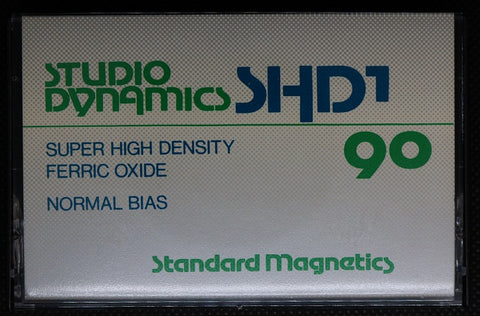 STUDIO DYNAMICS SHD1
SUPER HIGH DENSITY
FERRIC OXIDE
90
NORMAL BIAS
Standard Magnetics